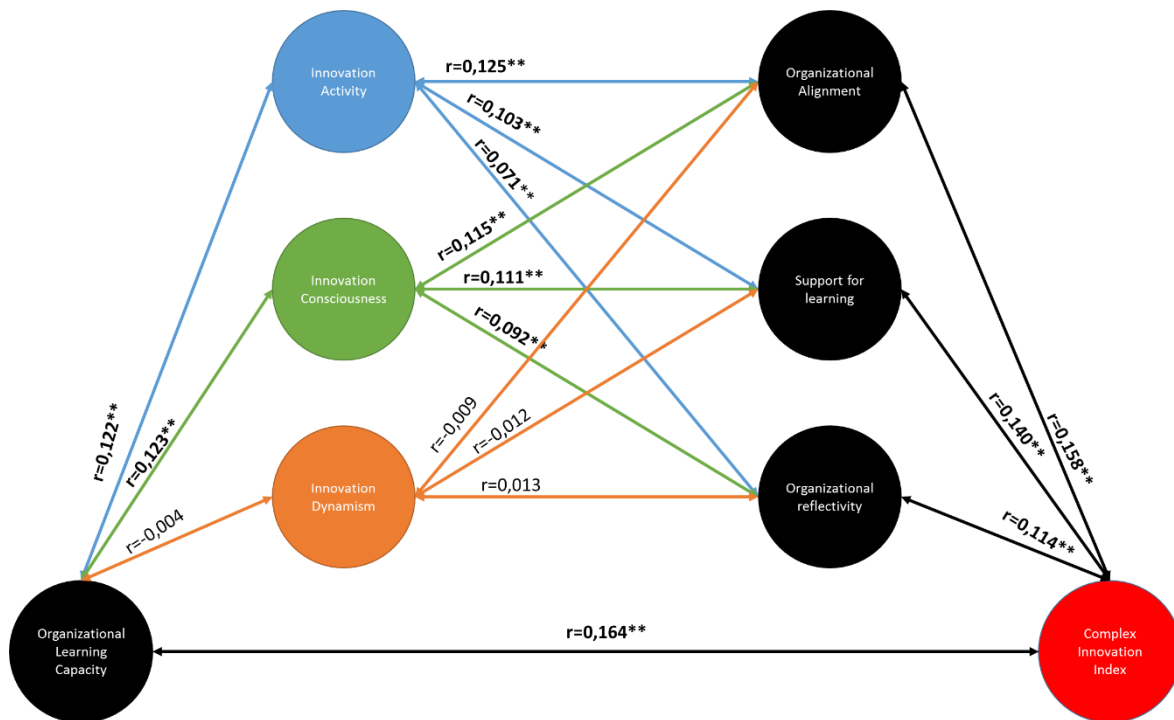 Innovation
Activity
r=0,125**
Organizational
Alignment
r=0,103**
r=0,071**
r=0,115**
Innovation
Consciousness
r=0,111**
Support for
learning
r=0,092**
r=0,122**
r=0,123**
r=-0,009
r=-0,012
r=0,140**
r=0,158**
Innovation
Dynamism
r=0,013
Organizational
reflectivity
r=-0,004
r=0,114**
Organizational
Learning
Capacity
r=0,164**
Complex
Innovation
Index